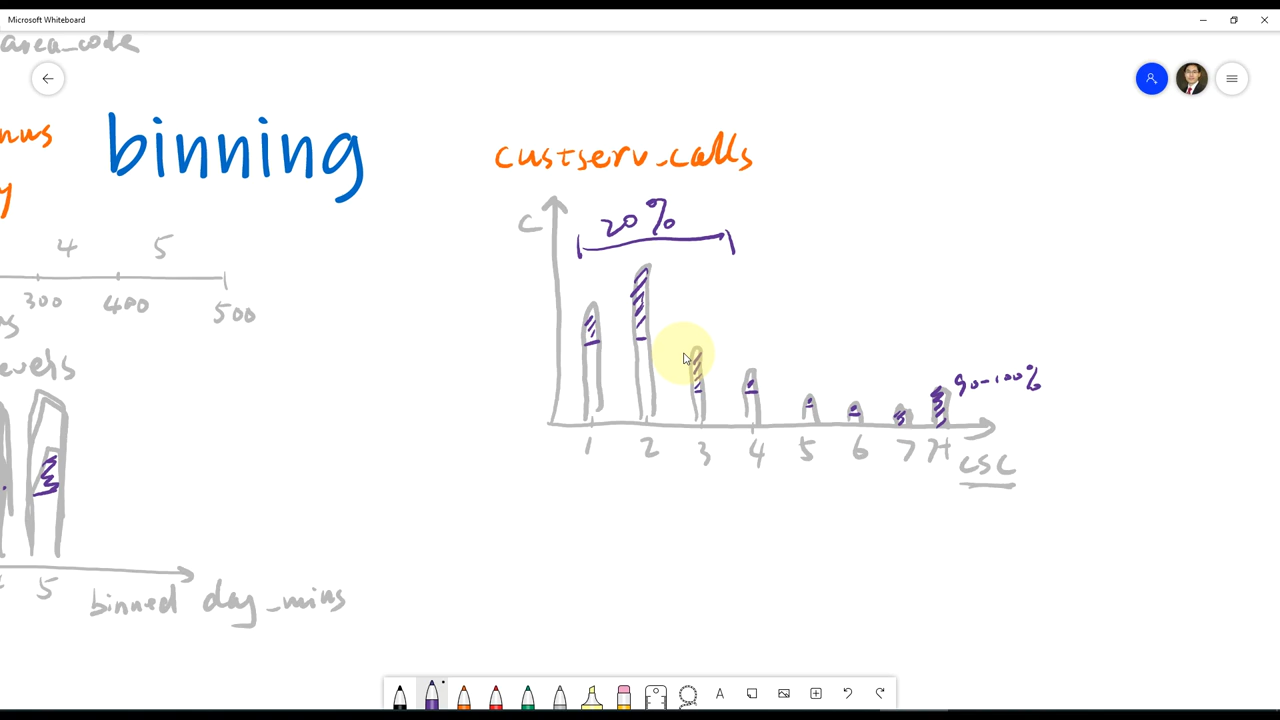 Microsoft Whiteboard
area_code
binning
custserv_calls
C
20%
4 5
300 400 500
90-100%
1 2 3 4 5 6 7 7+
CSC
5
binned day_mins
A